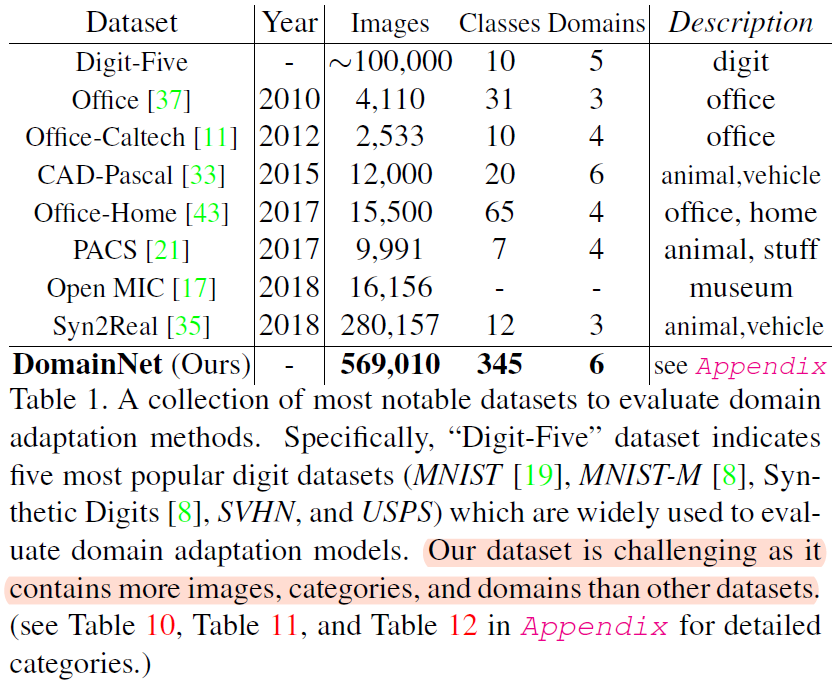 Dataset Year Images Classes Domains Description
Digit-Five - ∼100,000 10 5 digit
Office [37] 2010 4,110 31 3 office
Office-Caltech [11] 2012 2,533 10 4 office
CAD-Pascal [33] 2015 12,000 20 6 animal,vehicle
Office-Home [43] 2017 15,500 65 4 office, home
PACS [21] 2017 9,991 7 4 animal, stuff
Open MIC [17] 2018 16,156 - - museum
Syn2Real [35] 2018 280,157 12 3 animal,vehicle
DomainNet (Ours) - 569,010 345 6 see Appendix
Table 1. A collection of most notable datasets to evaluate domain
adaptation methods. Specifically, “Digit-Five” dataset indicates
five most popular digit datasets (MNIST [19], MNIST-M [8], Syn-
thetic Digits [8], SVHN, and USPS) which are widely used to eval-
uate domain adaptation models. Our dataset is challenging as it
contains more images, categories, and domains than other datasets.
(see Table 10, Table 11, and Table 12 in Appendix for detailed
categories.)